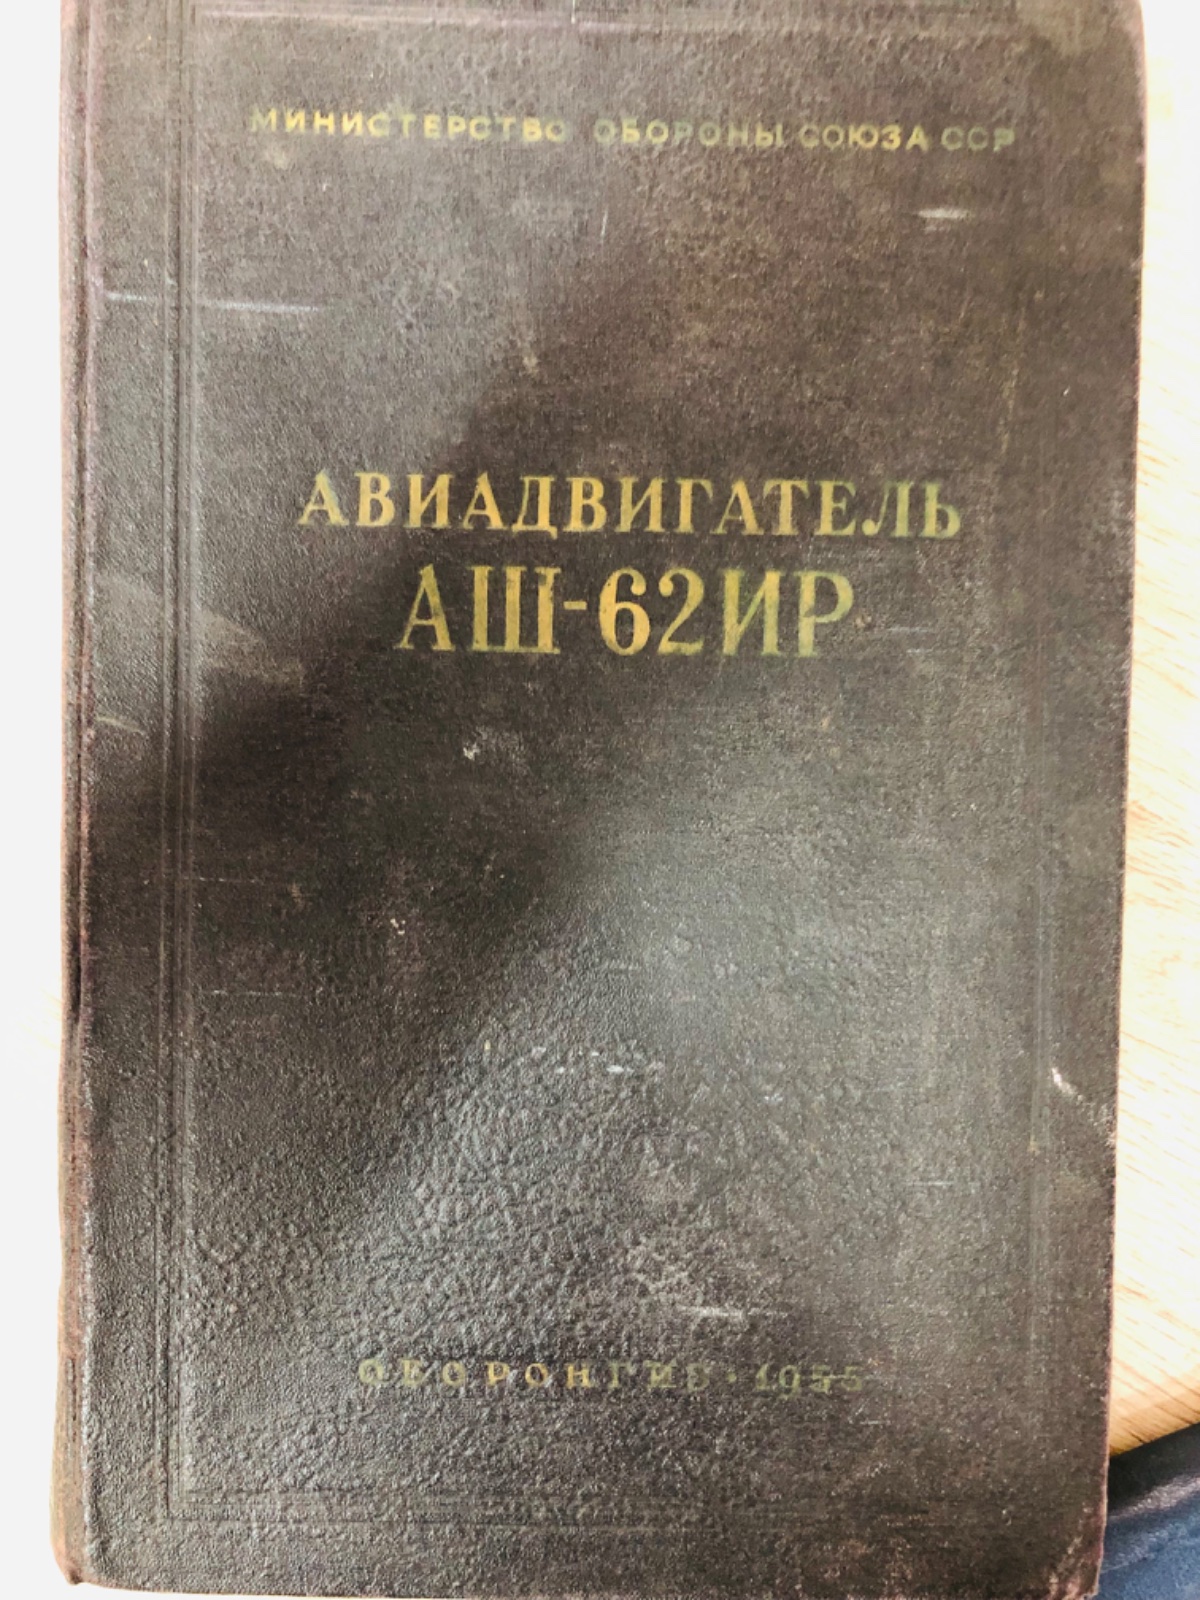 МИНИСТЕРСТВО ОБОРОНЫ СОЮЗА ССР
АВИАДВИГАТЕЛЬ
АШ-62ИР
ОБОРОНГИЗ · 1955